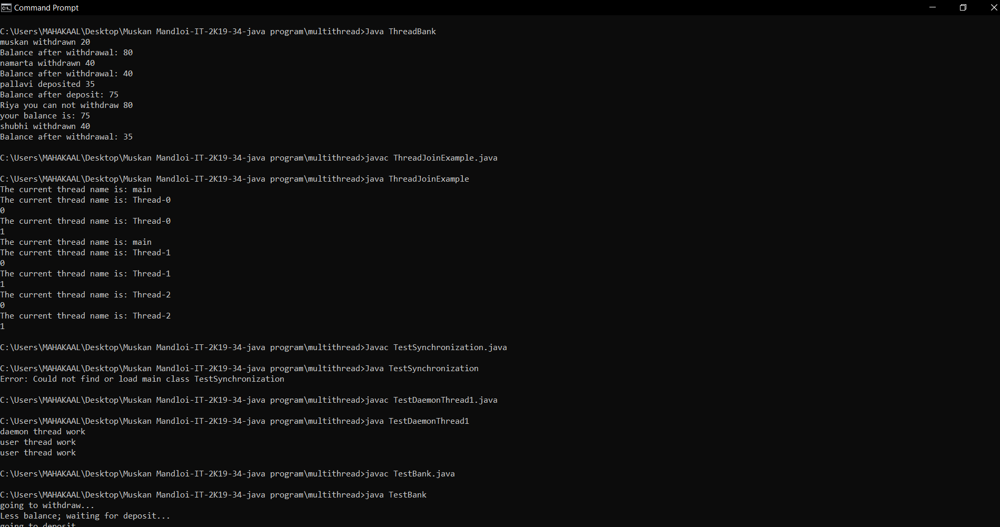 Command Prompt
C:\Users\MAHAKAAL\Desktop\Muskan Mandloi-IT-2K19-34-java program\multithread>Java ThreadBank
muskan withdrawn 20
Balance after withdrawal: 80
namarta withdrawn 40
Balance after withdrawal: 40
pallavi deposited 35
Balance after deposit: 75
Riya you can not withdraw 80
your balance is: 75
shubhi withdrawn 40
Balance after withdrawal: 35
C:\Users\MAHAKAAL\Desktop\Muskan Mandloi-IT-2K19-34-java program\multithread>javac ThreadJoinExample.java
C:\Users\MAHAKAAL\Desktop\Muskan Mandloi-IT-2K19-34-java program\multithread>java ThreadJoinExample
The current thread name is: main
The current thread name is: Thread-0
0
The current thread name is: Thread-0
1
The current thread name is: main
The current thread name is: Thread-1
0
The current thread name is: Thread-1
1
The current thread name is: Thread-2
0
The current thread name is: Thread-2
1
C:\Users\MAHAKAAL\Desktop\Muskan Mandloi-IT-2K19-34-java program\multithread>Javac TestSynchronization.java
C:\Users\MAHAKAAL\Desktop\Muskan Mandloi-IT-2K19-34-java program\multithread>Java TestSynchronization
Error: Could not find or load main class TestSynchronization
C:\Users\MAHAKAAL\Desktop\Muskan Mandloi-IT-2K19-34-java program\multithread>javac TestDaemonThread1.java
C:\Users\MAHAKAAL\Desktop\Muskan Mandloi-IT-2K19-34-java program\multithread>java TestDaemonThread1
daemon thread work
user thread work
user thread work
C:\Users\MAHAKAAL\Desktop\Muskan Mandloi-IT-2K19-34-java program\multithread>javac TestBank.java
C:\Users\MAHAKAAL\Desktop\Muskan Mandloi-IT-2K19-34-java program\multithread>java TestBank
going to withdraw...
Less balance; waiting for deposit...
going to deposit